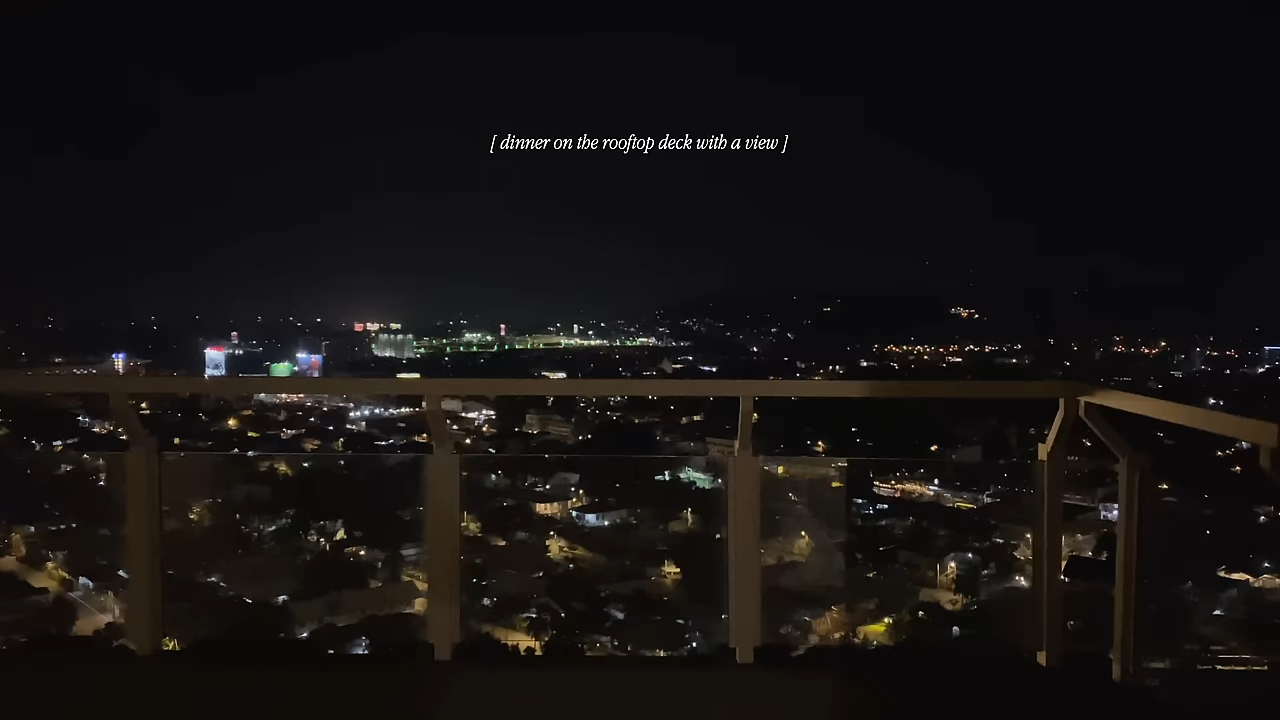 [ dinner on the rooftop deck with a view ]